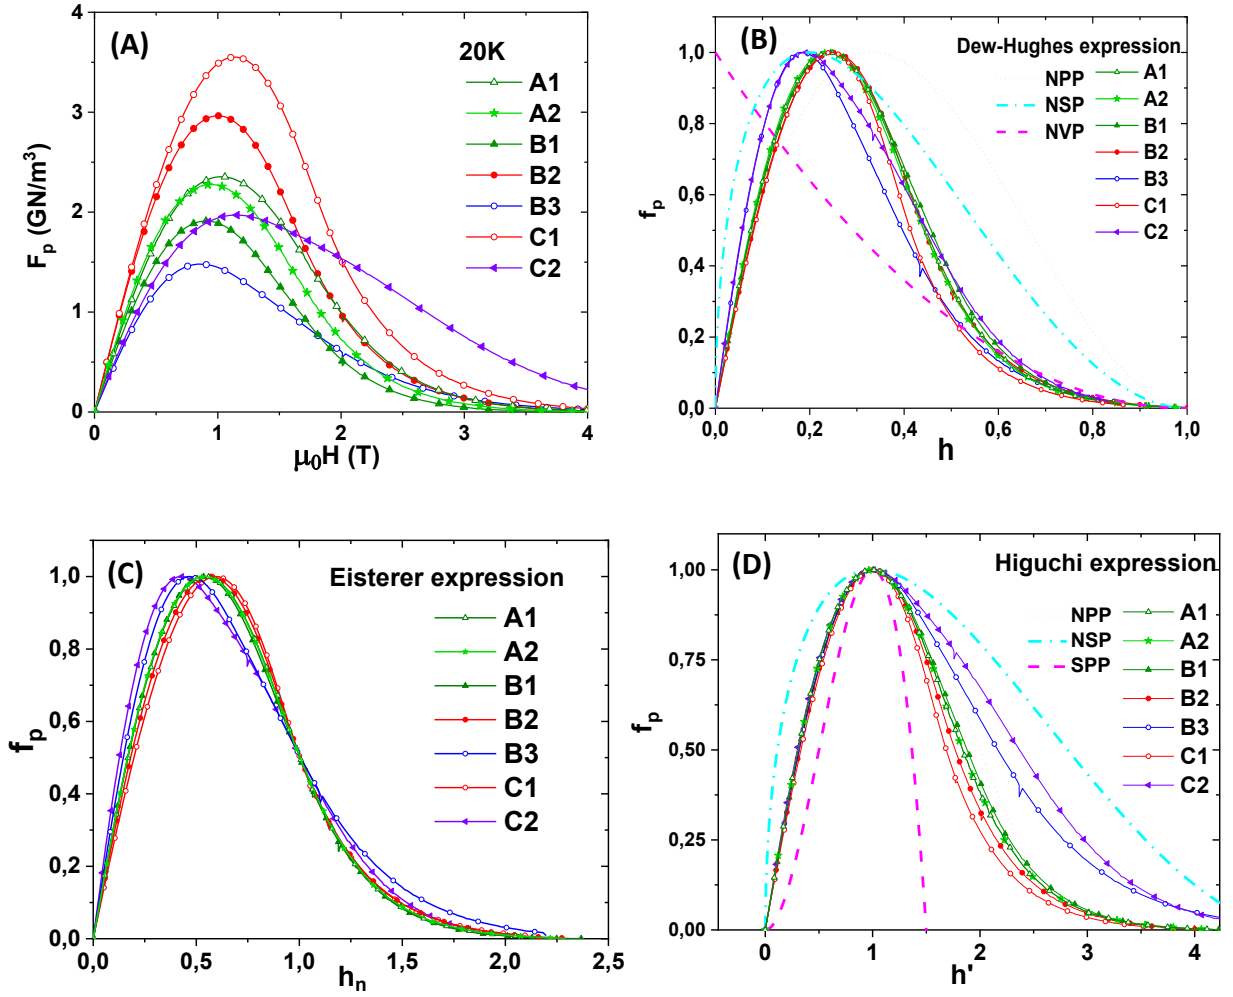 (A)
20K
A1
A2
B1
B2
B3
C1
C2
F_p (GN/m³)
4
3
2
1
0
0 1 2 3 4
μ₀H (T)
(B)
Dew-Hughes expression
NPP
NSP
NVP
A1
A2
B1
B2
B3
C1
C2
f_p
1,0
0,8
0,6
0,4
0,2
0,0
0,0 0,2 0,4 0,6 0,8 1,0
h
(C)
Eisterer expression
A1
A2
B1
B2
B3
C1
C2
f_p
1,0
0,8
0,6
0,4
0,2
0,0
0,0 0,5 1,0 1,5 2,0 2,5
h_n
(D)
Higuchi expression
NPP
NSP
SPP
A1
A2
B1
B2
B3
C1
C2
f_p
1,00
0,75
0,50
0,25
0,00
0 1 2 3 4
h'